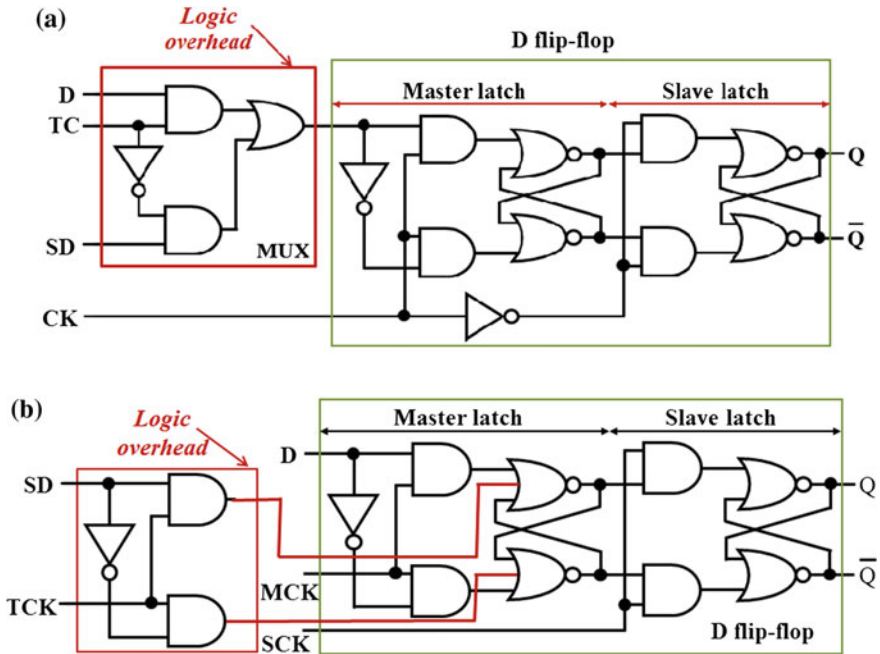 (a)
Logic
overhead
D flip-flop
D
TC
SD
MUX
CK
Master latch
Slave latch
Q
Q̅
(b)
Logic
overhead
SD
TCK
D
Master latch
Slave latch
MCK
SCK
Q
Q̅
D flip-flop